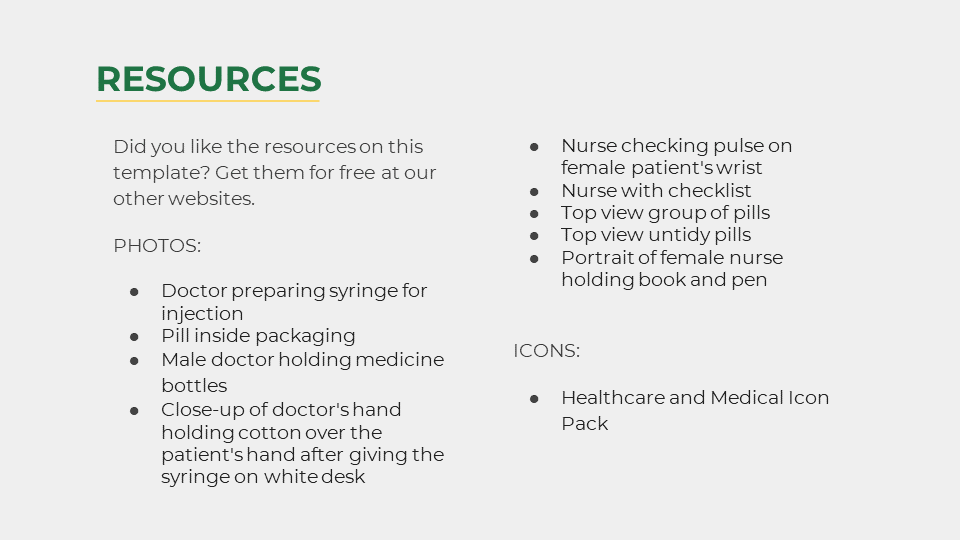 RESOURCES
Did you like the resources on this
template? Get them for free at our
other websites.
PHOTOS:
● Doctor preparing syringe for
injection
● Pill inside packaging
● Male doctor holding medicine
bottles
● Close-up of doctor's hand
holding cotton over the
patient's hand after giving the
syringe on white desk
● Nurse checking pulse on
female patient's wrist
● Nurse with checklist
● Top view group of pills
● Top view untidy pills
● Portrait of female nurse
holding book and pen
ICONS:
● Healthcare and Medical Icon
Pack